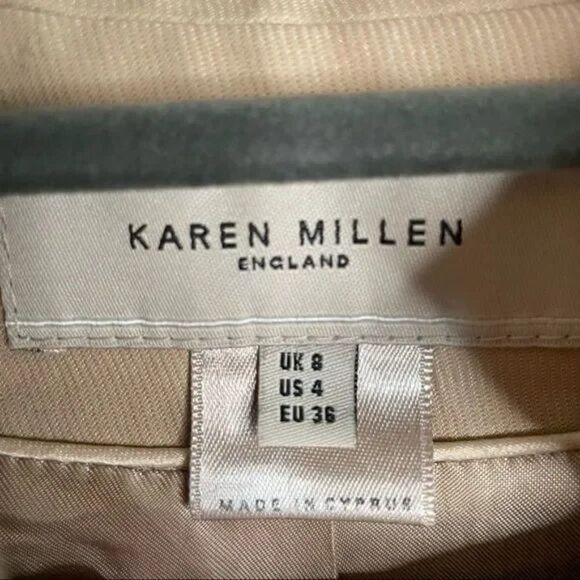 KAREN MILLEN
ENGLAND
UK 8
US 4
EU 36
MADE IN CYPRUS